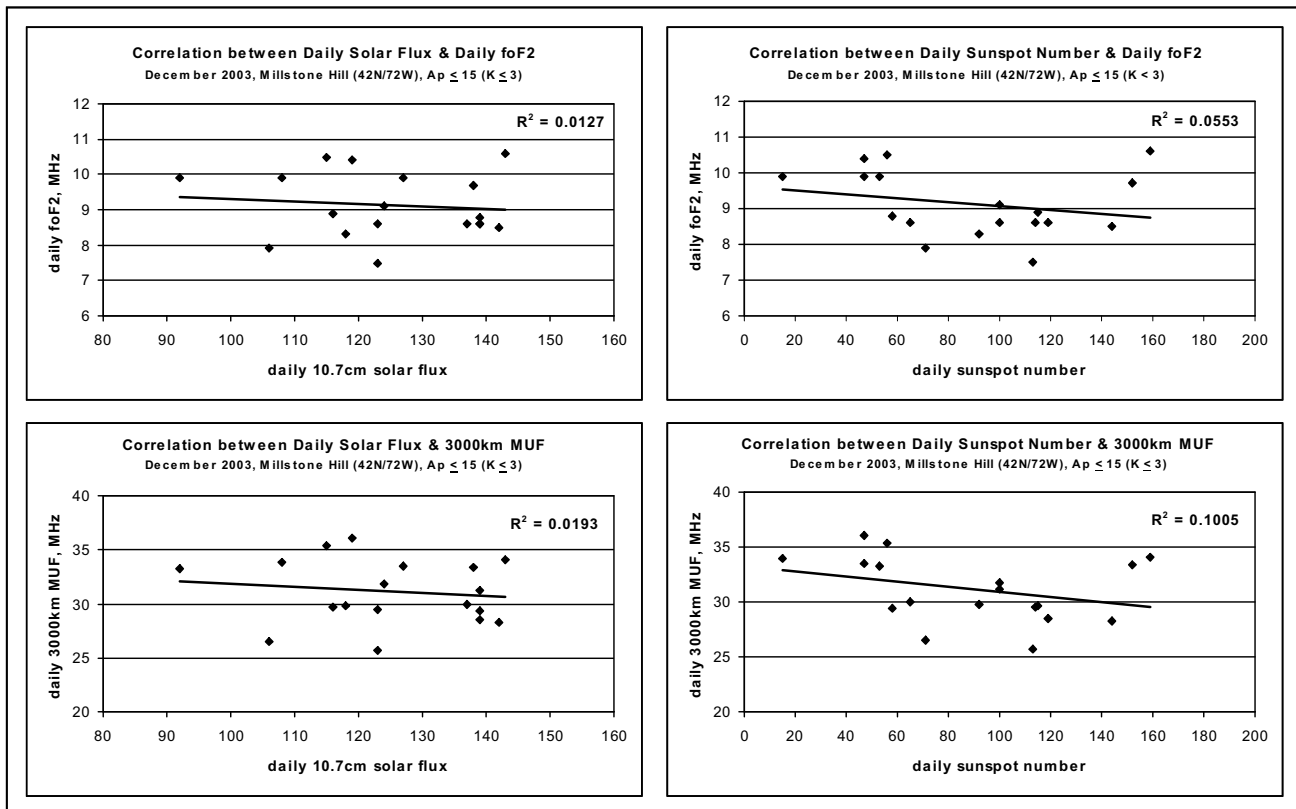 Correlation between Daily Solar Flux & Daily foF2
December 2003, Millstone Hill (42N/72W), Ap ≤ 15 (K ≤ 3)
R² = 0.0127
12
11
10
9
8
7
6
daily foF2, MHz
80 90 100 110 120 130 140 150 160
daily 10.7cm solar flux
Correlation between Daily Sunspot Number & Daily foF2
December 2003, Millstone Hill (42N/72W), Ap ≤ 15 (K < 3)
R² = 0.0553
12
11
10
9
8
7
6
daily foF2, MHz
0 20 40 60 80 100 120 140 160 180 200
daily sunspot number
Correlation between Daily Solar Flux & 3000km MUF
December 2003, Millstone Hill (42N/72W), Ap ≤ 15 (K ≤ 3)
R² = 0.0193
40
35
30
25
20
daily 3000km MUF, MHz
80 90 100 110 120 130 140 150 160
daily 10.7cm solar flux
Correlation between Daily Sunspot Number & 3000km MUF
December 2003, Millstone Hill (42N/72W), Ap ≤ 15 (K ≤ 3)
R² = 0.1005
40
35
30
25
20
daily 3000km MUF, MHz
0 20 40 60 80 100 120 140 160 180 200
daily sunspot number